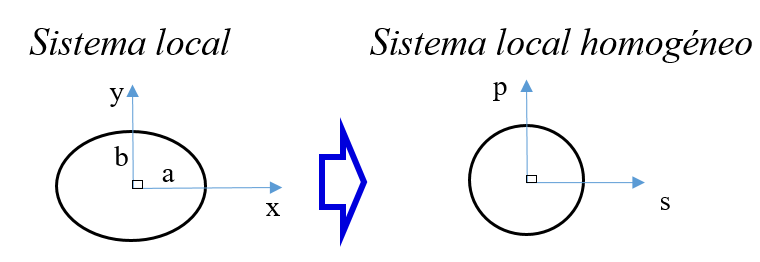 Sistema local
Sistema local homogéneo
y
b
a
x
p
s